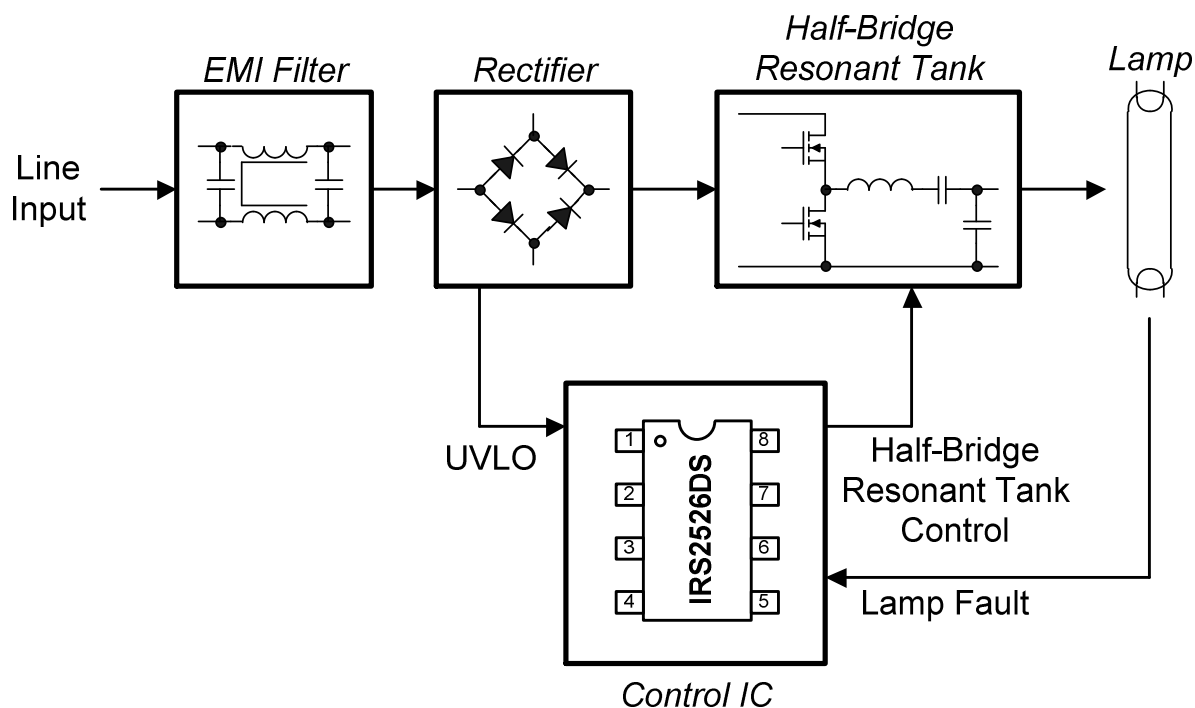 EMI Filter
Rectifier
Half-Bridge
Resonant Tank
Lamp
Line
Input
UVLO
1
2
3
4
8
7
6
5
IRS2526DS
Half-Bridge
Resonant Tank
Control
Lamp Fault
Control IC